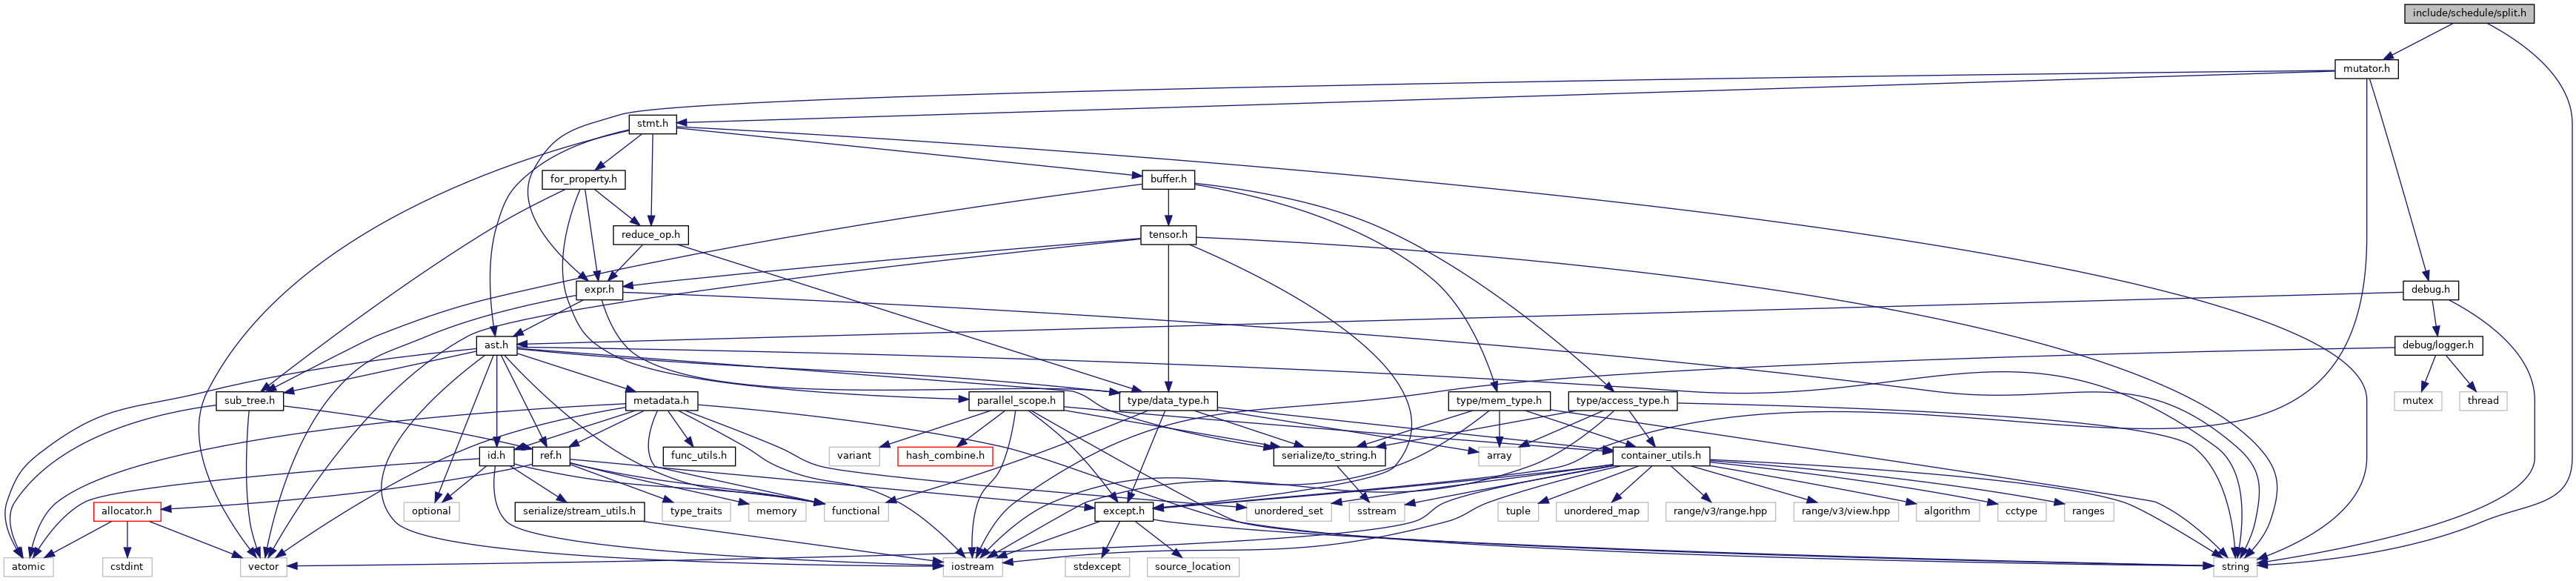 include/schedule/split.h
mutator.h
stmt.h
for_property.h
buffer.h
reduce_op.h
tensor.h
expr.h
debug.h
ast.h
debug/logger.h
sub_tree.h
metadata.h
parallel_scope.h
type/data_type.h
type/mem_type.h
type/access_type.h
mutex
thread
id.h
ref.h
func_utils.h
variant
hash_combine.h
serialize/to_string.h
array
container_utils.h
allocator.h
optional
serialize/stream_utils.h
type_traits
memory
functional
except.h
unordered_set
sstream
tuple
unordered_map
range/v3/range.hpp
range/v3/view.hpp
algorithm
cctype
ranges
atomic
cstdint
vector
iostream
stdexcept
source_location
string